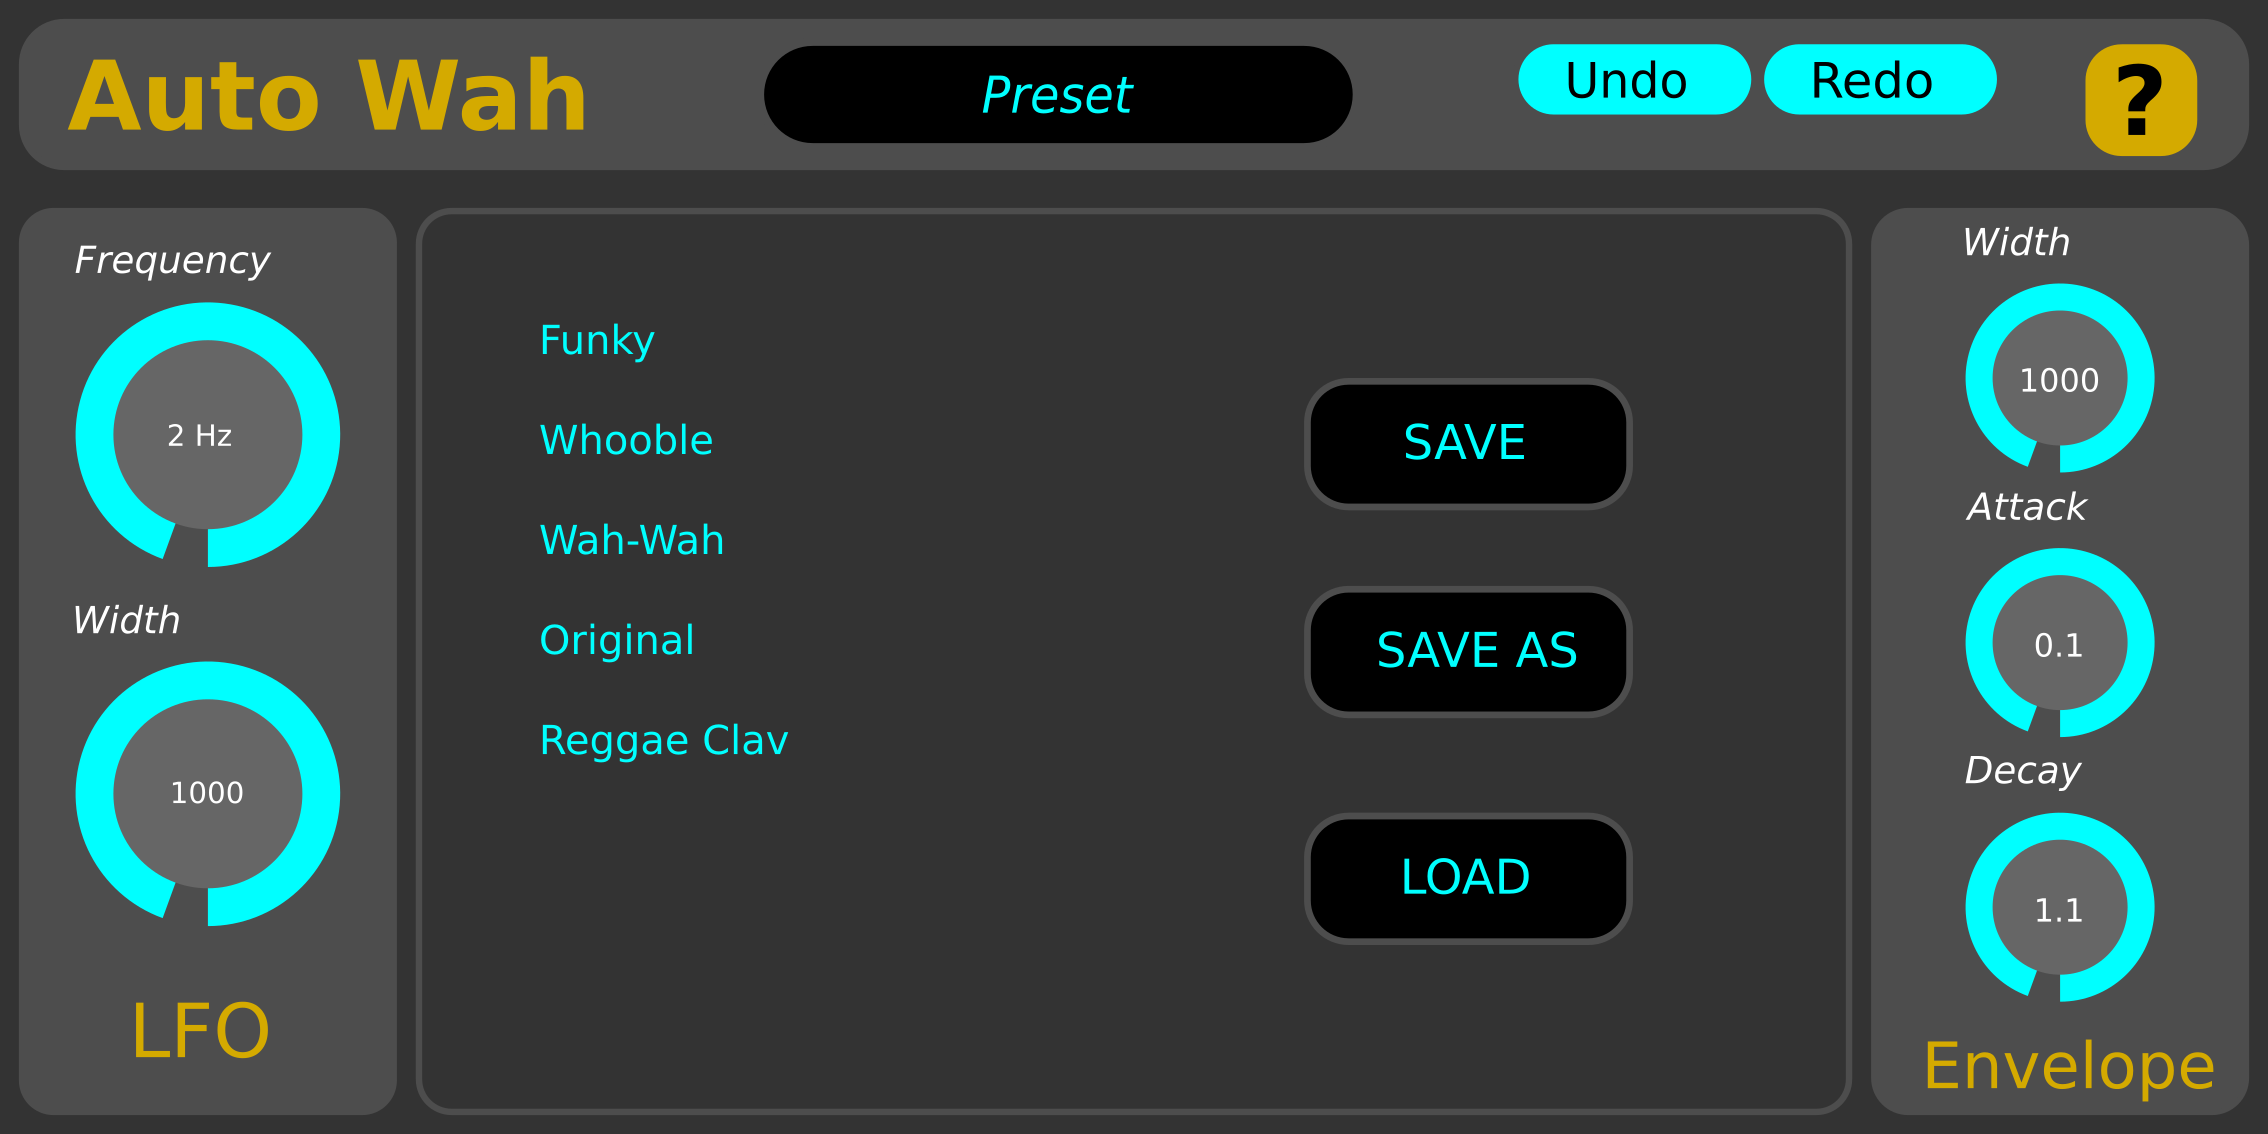 Auto Wah
Preset
Undo
Redo
?
Frequency
2 Hz
Width
1000
LFO
Funky
Whooble
Wah-Wah
Original
Reggae Clav
SAVE
SAVE AS
LOAD
Width
1000
Attack
0.1
Decay
1.1
Envelope